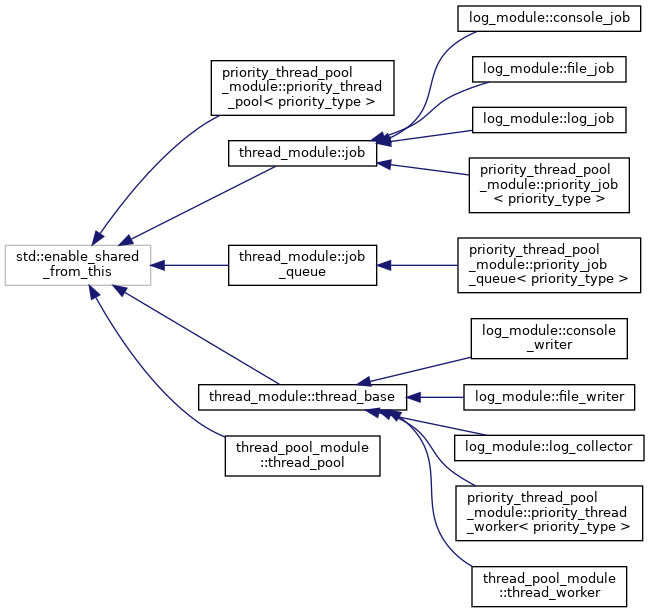 log_module::console_job
log_module::file_job
priority_thread_pool
_module::priority_thread
_pool< priority_type >
log_module::log_job
thread_module::job
priority_thread_pool
_module::priority_job
< priority_type >
std::enable_shared
_from_this
thread_module::job
_queue
priority_thread_pool
_module::priority_job
_queue< priority_type >
log_module::console
_writer
thread_module::thread_base
log_module::file_writer
thread_pool_module
::thread_pool
log_module::log_collector
priority_thread_pool
_module::priority_thread
_worker< priority_type >
thread_pool_module
::thread_worker